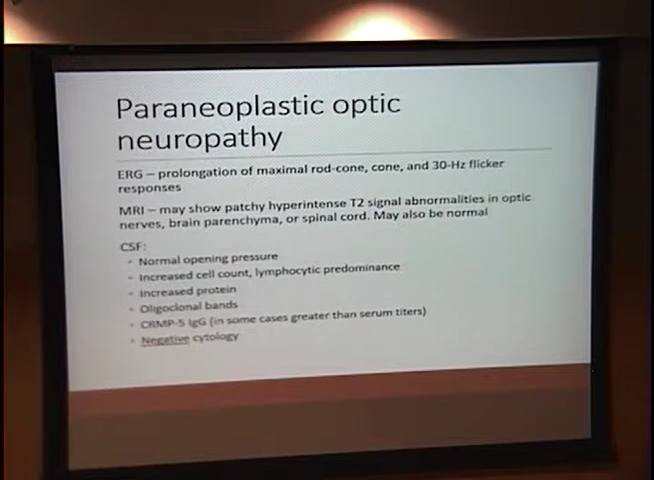 Paraneoplastic optic
neuropathy
ERG – prolongation of maximal rod-cone, cone, and 30-Hz flicker
responses
MRI – may show patchy hyperintense T2 signal abnormalities in optic
nerves, brain parenchyma, or spinal cord. May also be normal
CSF:
- Normal opening pressure
- Increased cell count, lymphocytic predominance
- Increased protein
- Oligoclonal bands
- CRMP-5 IgG (in some cases greater than serum titers)
- Negative cytology